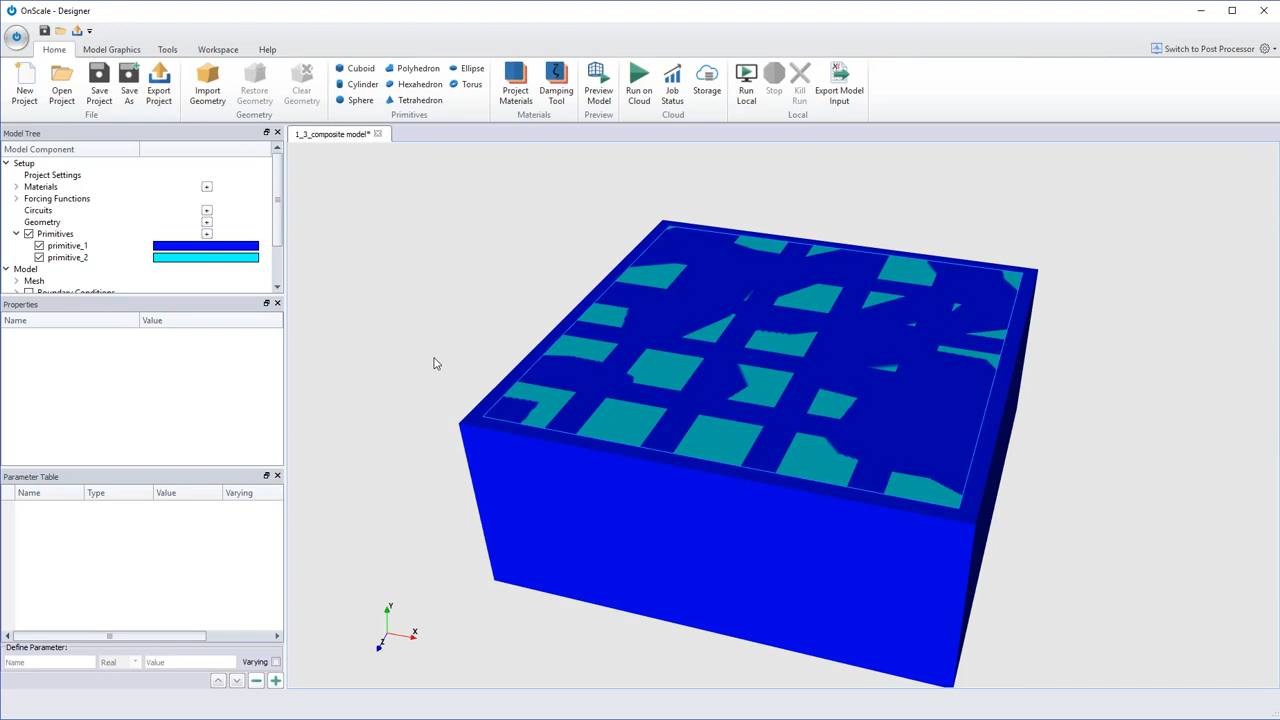 OnScale - Designer
Home
Model Graphics
Tools
Workspace
Help
Switch to Post Processor
New Project
Open Project
Save Project
Save As
Export Project
File
Import Geometry
Restore Geometry
Clear Geometry
Geometry
Cuboid
Polyhedron
Ellipse
Cylinder
Hexahedron
Torus
Sphere
Tetrahedron
Primitives
Project Materials
Damping Tool
Materials
Preview Model
Preview
Run on Cloud
Job Status
Storage
Cloud
Run Local
Stop
Kill Run
Export Model Input
Local
Model Tree
1_3_composite model*
Model Component
Setup
Project Settings
Materials
Forcing Functions
Circuits
Geometry
Primitives
primitive_1
primitive_2
Model
Mesh
Boundary Conditions
Properties
Name
Value
Parameter Table
Name
Type
Value
Varying
Define Parameter:
Name
Real
Value
Varying
Y
X
Z